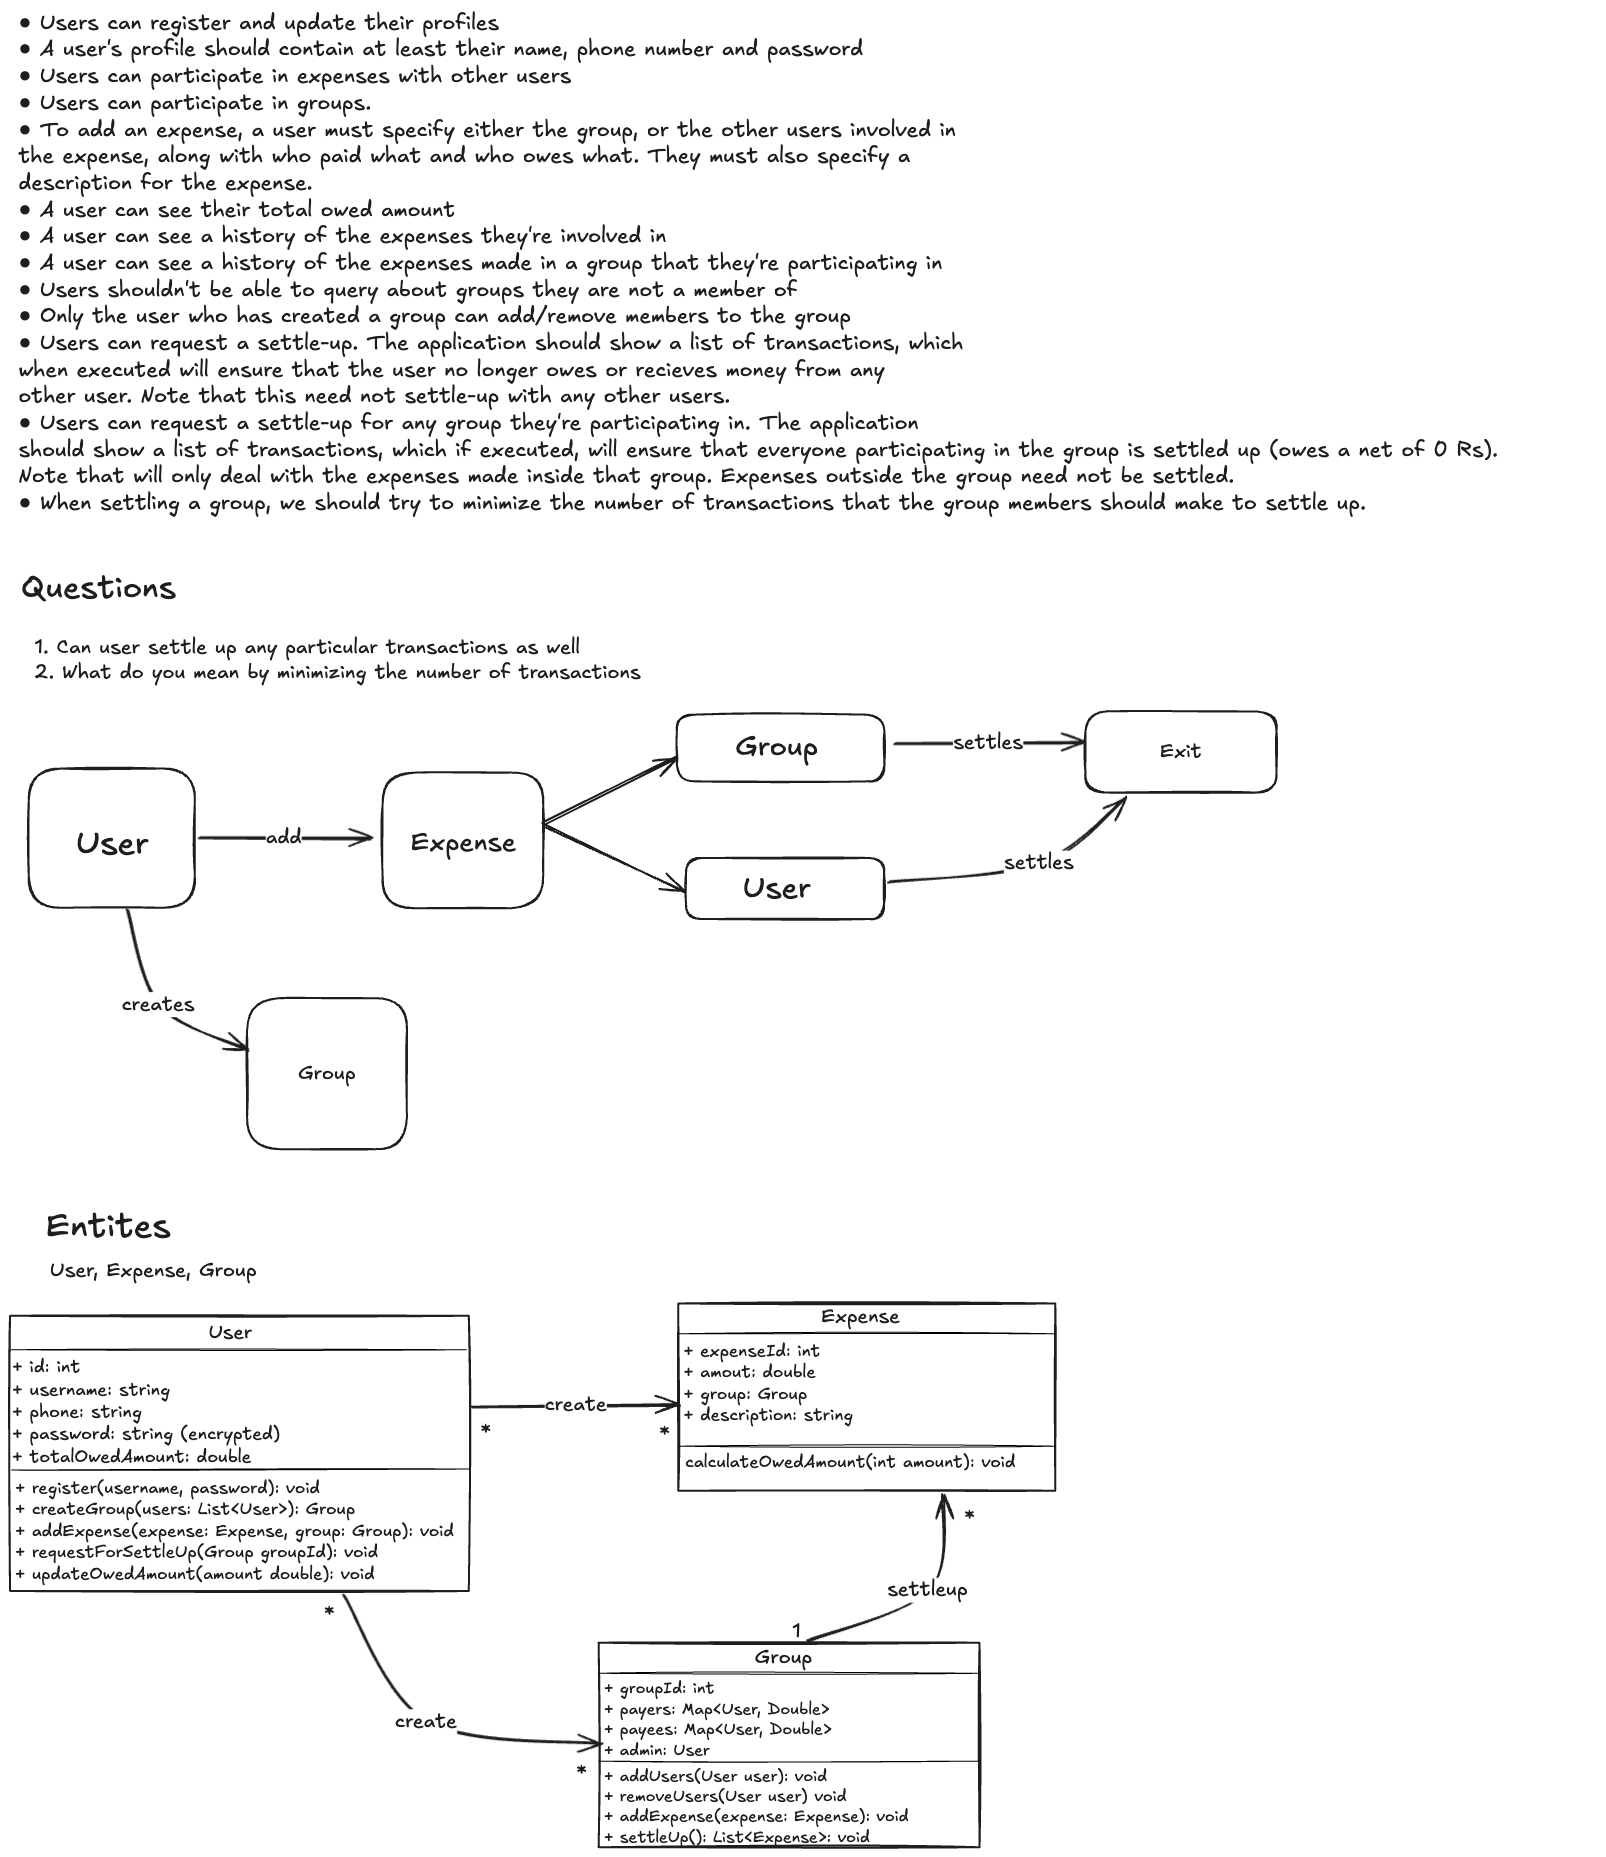 • Users can register and update their profiles
• A user's profile should contain at least their name, phone number and password
• Users can participate in expenses with other users
• Users can participate in groups.
• To add an expense, a user must specify either the group, or the other users involved in
the expense, along with who paid what and who owes what. They must also specify a
description for the expense.
• A user can see their total owed amount
• A user can see a history of the expenses they're involved in
• A user can see a history of the expenses made in a group that they're participating in
• Users shouldn't be able to query about groups they are not a member of
• Only the user who has created a group can add/remove members to the group
• Users can request a settle-up. The application should show a list of transactions, which
when executed will ensure that the user no longer owes or recieves money from any
other user. Note that this need not settle-up with any other users.
• Users can request a settle-up for any group they're participating in. The application
should show a list of transactions, which if executed, will ensure that everyone participating in the group is settled up (owes a net of 0 Rs).
Note that will only deal with the expenses made inside that group. Expenses outside the group need not be settled.
• When settling a group, we should try to minimize the number of transactions that the group members should make to settle up.
Questions
1. Can user settle up any particular transactions as well
2. What do you mean by minimizing the number of transactions
User
add
Expense
Group
settles
Exit
User
settles
creates
Group
Entites
User, Expense, Group
User
+ id: int
+ username: string
+ phone: string
+ password: string (encrypted)
+ totalOwedAmount: double
+ register(username, password): void
+ createGroup(users: List<User>): Group
+ addExpense(expense: Expense, group: Group): void
+ requestForSettleUp(Group groupId): void
+ updateOwedAmount(amount double): void
*
create
*
Expense
+ expenseId: int
+ amout: double
+ group: Group
+ description: string
calculateOwedAmount(int amount): void
*
settleup
1
*
create
*
Group
+ groupId: int
+ payers: Map<User, Double>
+ payees: Map<User, Double>
+ admin: User
+ addUsers(User user): void
+ removeUsers(User user) void
+ addExpense(expense: Expense): void
+ settleUp(): List<Expense>: void